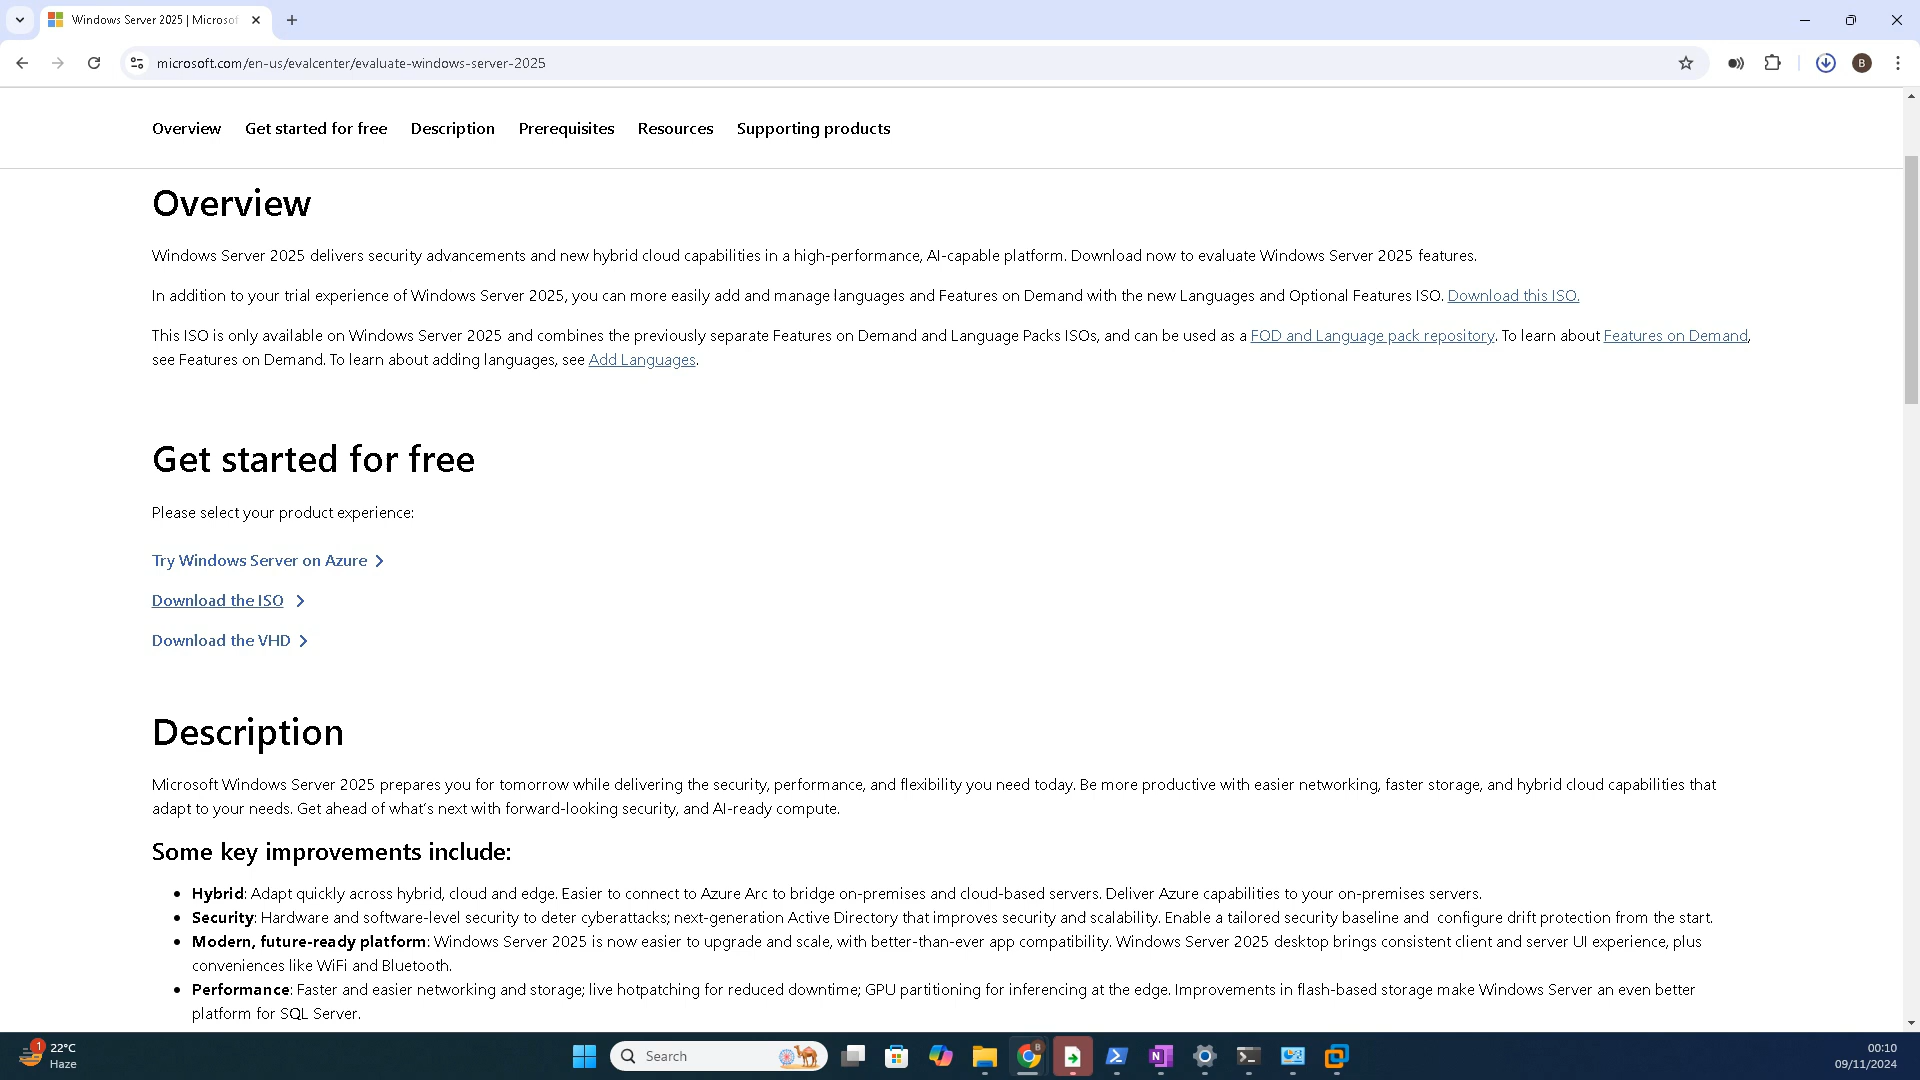 Windows Server 2025 | Microsof
microsoft.com/en-us/evalcenter/evaluate-windows-server-2025
B
Overview Get started for free Description Prerequisites Resources Supporting products
Overview
Windows Server 2025 delivers security advancements and new hybrid cloud capabilities in a high-performance, AI-capable platform. Download now to evaluate Windows Server 2025 features.
In addition to your trial experience of Windows Server 2025, you can more easily add and manage languages and Features on Demand with the new Languages and Optional Features ISO. Download this ISO.
This ISO is only available on Windows Server 2025 and combines the previously separate Features on Demand and Language Packs ISOs, and can be used as a FOD and Language pack repository. To learn about Features on Demand,
see Features on Demand. To learn about adding languages, see Add Languages.
Get started for free
Please select your product experience:
Try Windows Server on Azure
Download the ISO
Download the VHD
Description
Microsoft Windows Server 2025 prepares you for tomorrow while delivering the security, performance, and flexibility you need today. Be more productive with easier networking, faster storage, and hybrid cloud capabilities that
adapt to your needs. Get ahead of what's next with forward-looking security, and AI-ready compute.
Some key improvements include:
• Hybrid: Adapt quickly across hybrid, cloud and edge. Easier to connect to Azure Arc to bridge on-premises and cloud-based servers. Deliver Azure capabilities to your on-premises servers.
• Security: Hardware and software-level security to deter cyberattacks; next-generation Active Directory that improves security and scalability. Enable a tailored security baseline and configure drift protection from the start.
• Modern, future-ready platform: Windows Server 2025 is now easier to upgrade and scale, with better-than-ever app compatibility. Windows Server 2025 desktop brings consistent client and server UI experience, plus
conveniences like WiFi and Bluetooth.
• Performance: Faster and easier networking and storage; live hotpatching for reduced downtime; GPU partitioning for inferencing at the edge. Improvements in flash-based storage make Windows Server an even better
platform for SQL Server.
1
22°C
Haze
Search
B
N
00:10
09/11/2024